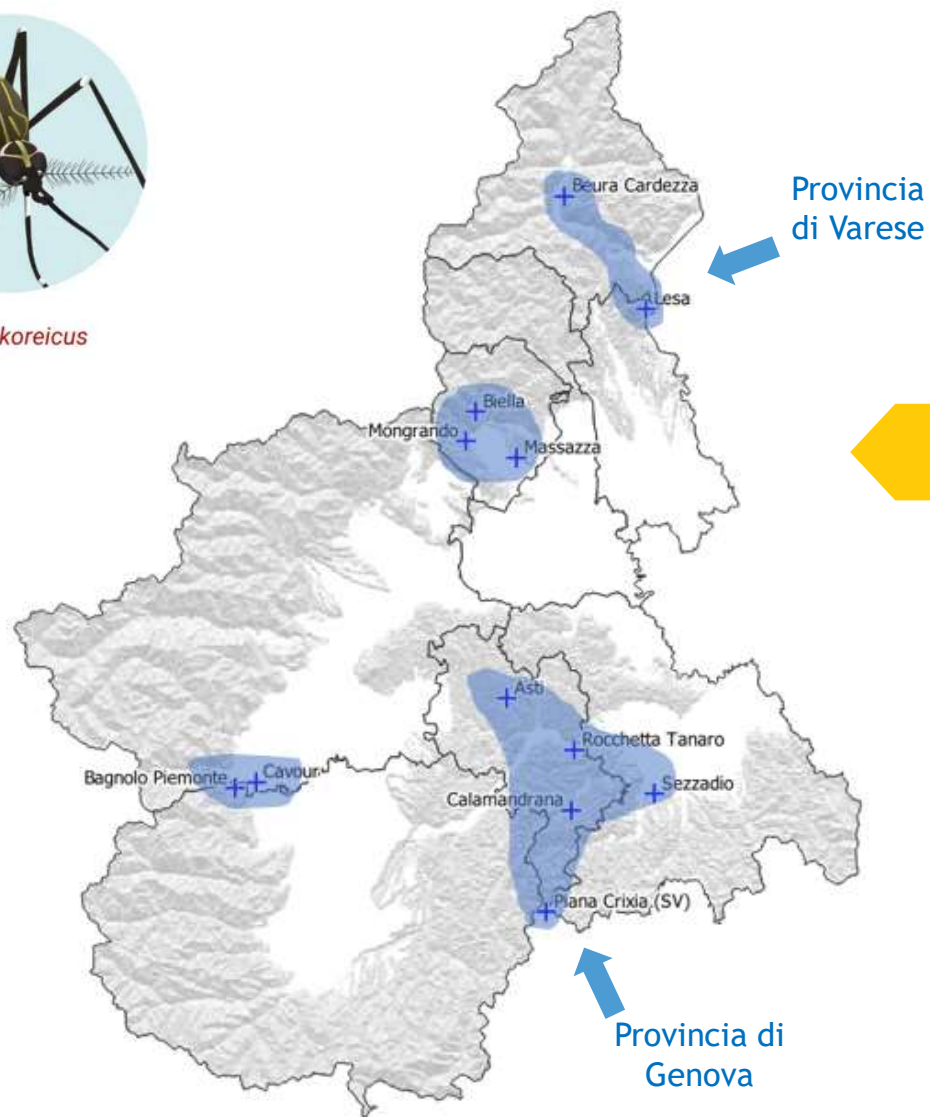 koreicus
Beura Cardezza
Provincia
di Varese
Lesa
Biella
Mongrando
Massazza
Asti
Rocchetta Tanaro
Bagnolo Piemonte
Cavour
Calamandrana
Sezzadio
Piana Crixia (SV)
Provincia di
Genova